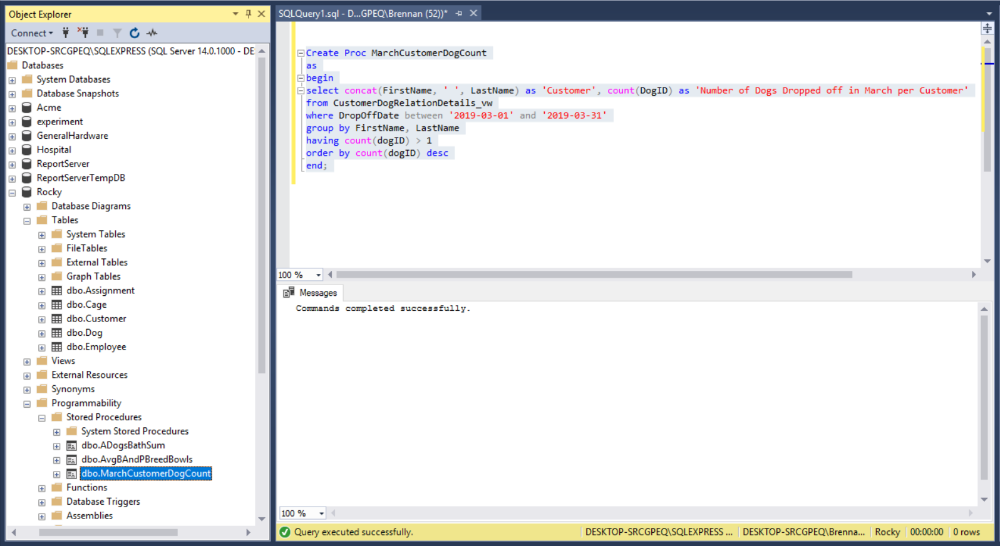 Object Explorer
Connect
DESKTOP-SRCGPEQ\SQLEXPRESS (SQL Server 14.0.1000 - DE
Databases
System Databases
Database Snapshots
Acme
experiment
GeneralHardware
Hospital
ReportServer
ReportServerTempDB
Rocky
Database Diagrams
Tables
System Tables
FileTables
External Tables
Graph Tables
dbo.Assignment
dbo.Cage
dbo.Customer
dbo.Dog
dbo.Employee
Views
External Resources
Synonyms
Programmability
Stored Procedures
System Stored Procedures
dbo.ADogsBathSum
dbo.AvgBAndPBreedBowls
dbo.MarchCustomerDogCount
Functions
Database Triggers
Assemblies
SQLQuery1.sql - D...GPEQ\Brennan (52))*
Create Proc MarchCustomerDogCount
as
begin
select concat(FirstName, ' ', LastName) as 'Customer', count(DogID) as 'Number of Dogs Dropped off in March per Customer'
from CustomerDogRelationDetails_vw
where DropOffDate between '2019-03-01' and '2019-03-31'
group by FirstName, LastName
having count(dogID) > 1
order by count(dogID) desc
end;
100 %
Messages
Commands completed successfully.
100 %
Query executed successfully.
DESKTOP-SRCGPEQ\SQLEXPRESS ...
DESKTOP-SRCGPEQ\Brenna...
Rocky
00:00:00
0 rows